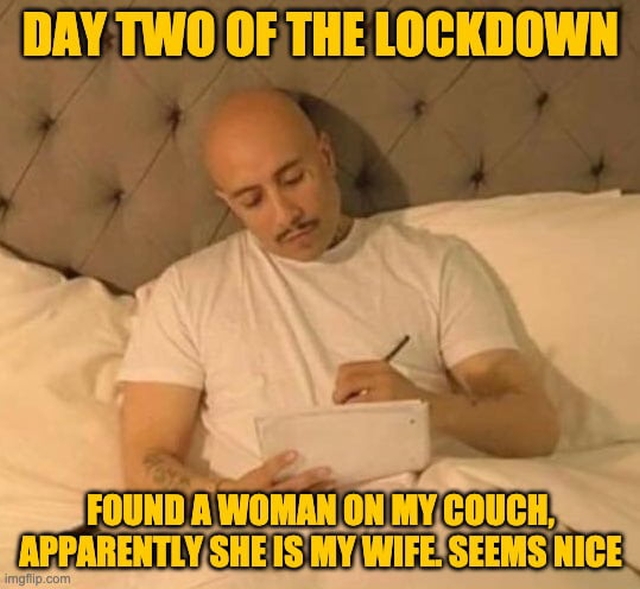 DAY TWO OF THE LOCKDOWN
FOUND A WOMAN ON MY COUCH,
APPARENTLY SHE IS MY WIFE. SEEMS NICE
imgflip.com